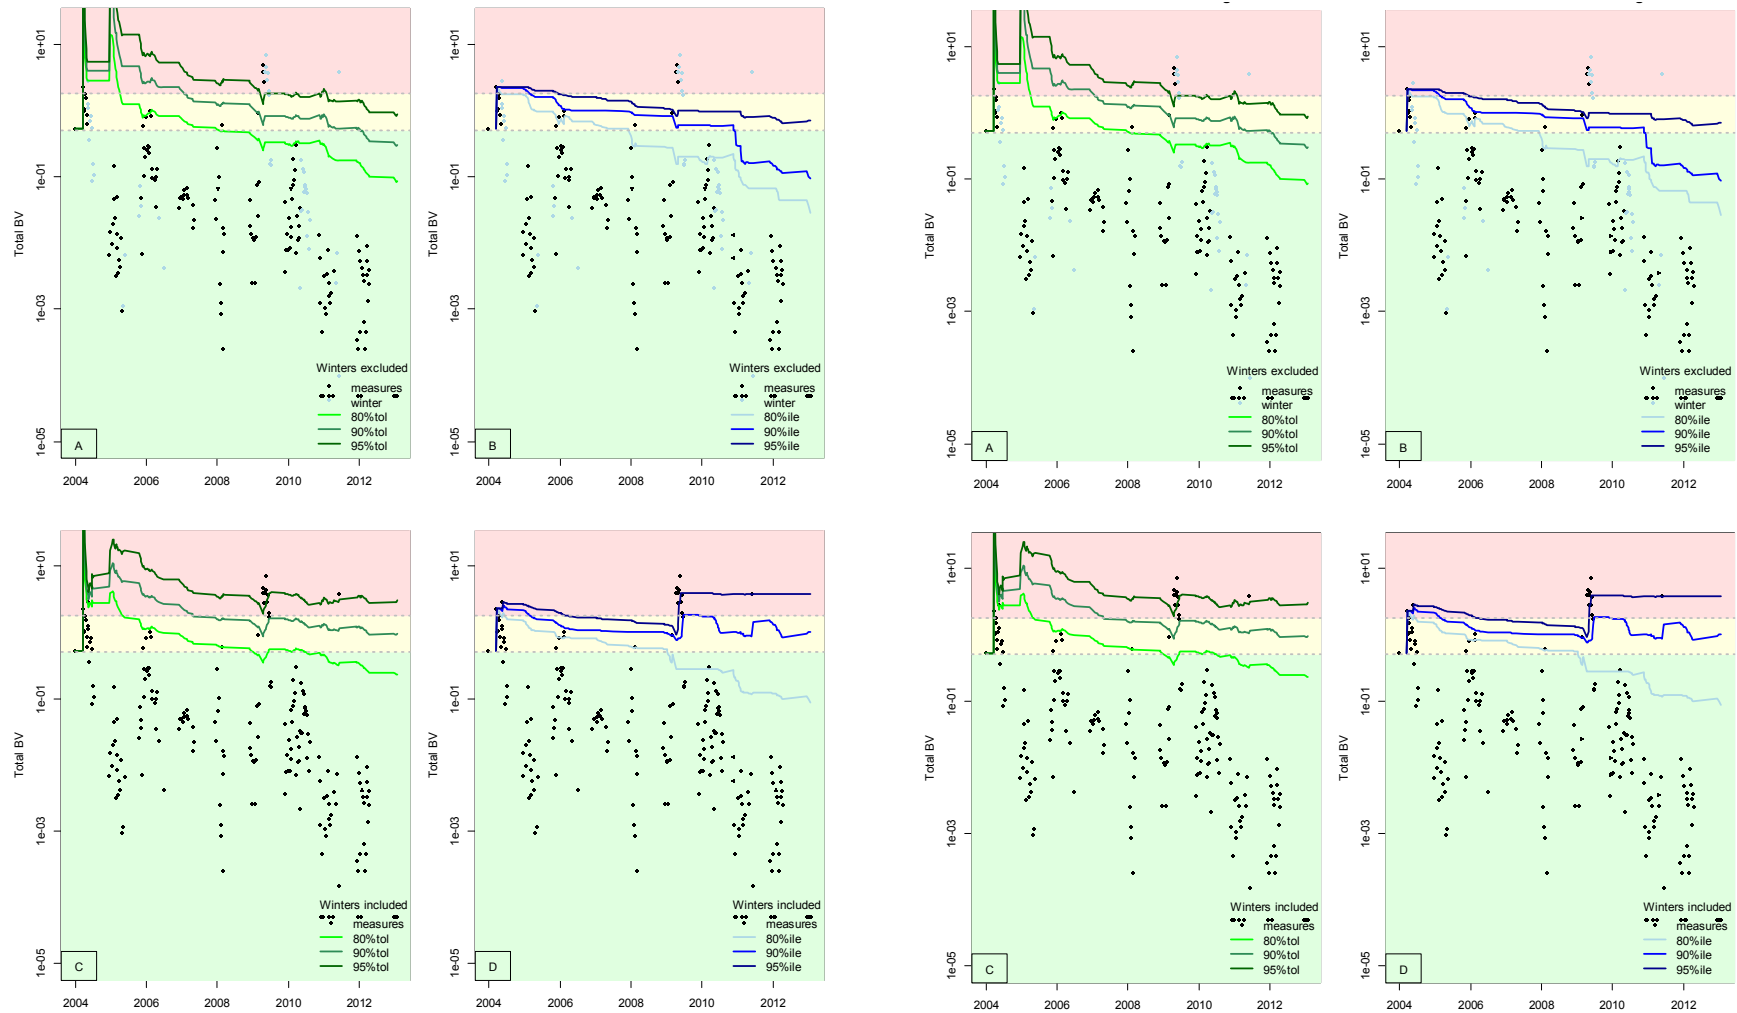 1e+01
1e-01
1e-03
1e-05
Total BV
Winters excluded
measures
winter
80%tol
90%tol
95%tol
A
2004 2006 2008 2010 2012
1e+01
1e-01
1e-03
1e-05
Total BV
Winters excluded
measures
winter
80%ile
90%ile
95%ile
B
2004 2006 2008 2010 2012
1e+01
1e-01
1e-03
1e-05
Total BV
Winters excluded
measures
winter
80%tol
90%tol
95%tol
A
2004 2006 2008 2010 2012
1e+01
1e-01
1e-03
1e-05
Total BV
Winters excluded
measures
winter
80%ile
90%ile
95%ile
B
2004 2006 2008 2010 2012
1e+01
1e-01
1e-03
1e-05
Total BV
Winters included
measures
80%tol
90%tol
95%tol
C
2004 2006 2008 2010 2012
1e+01
1e-01
1e-03
1e-05
Total BV
Winters included
measures
80%ile
90%ile
95%ile
D
2004 2006 2008 2010 2012
1e+01
1e-01
1e-03
1e-05
Total BV
Winters included
measures
80%tol
90%tol
95%tol
C
2004 2006 2008 2010 2012
1e+01
1e-01
1e-03
1e-05
Total BV
Winters included
measures
80%ile
90%ile
95%ile
D
2004 2006 2008 2010 2012